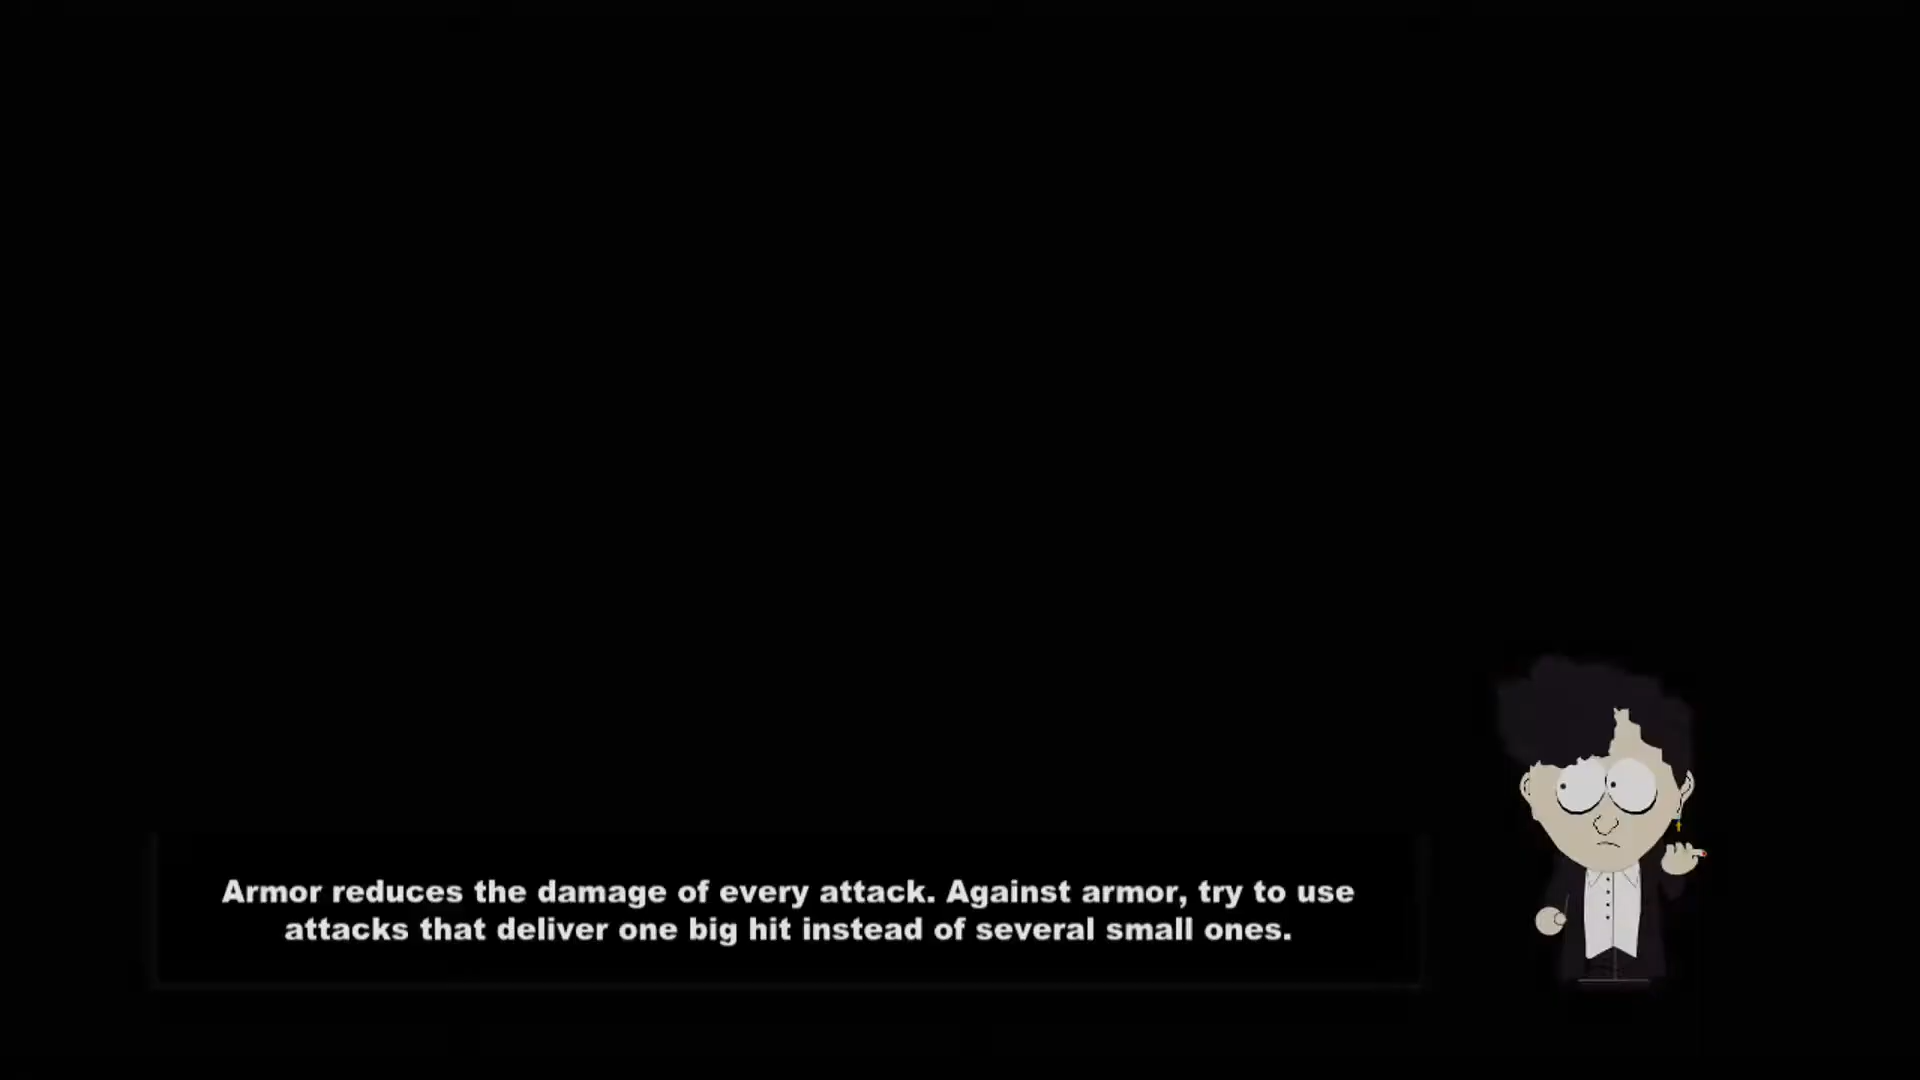 Armor reduces the damage of every attack. Against armor, try to use
attacks that deliver one big hit instead of several small ones.